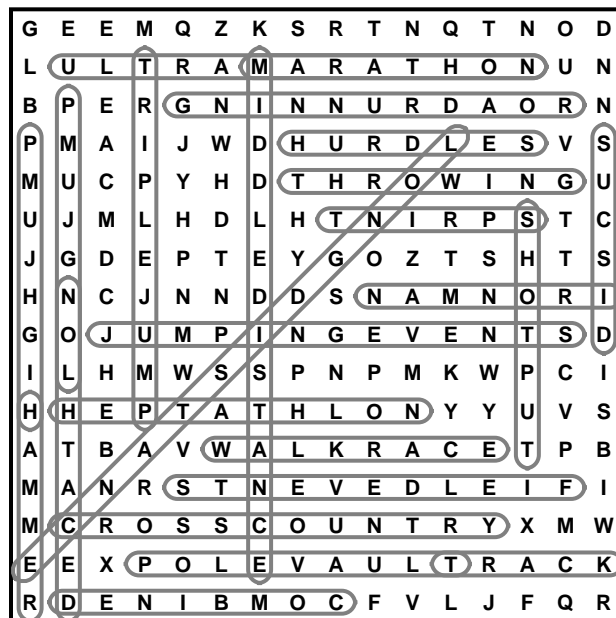 G E E M Q Z K S R T N Q T N O D
L U L T R A M A R A T H O N U N
B P E R G N I N N U R D A O R N
P M A I J W D H U R D L E S V S
M U C P Y H D T H R O W I N G U
U J M L H D L H T N I R P S T C
J G D E P T E Y G O Z T S H T S
H N C J N N D D S N A M N O R I
G O J U M P I N G E V E N T S D
I L H M W S S P N P M K W P C I
H H E P T A T H L O N Y Y U V S
A T B A V W A L K R A C E T P B
M A N R S T N E V E D L E I F I
M C R O S S C O U N T R Y X M W
E E X P O L E V A U L T R A C K
R D E N I B M O C F V L J F Q R